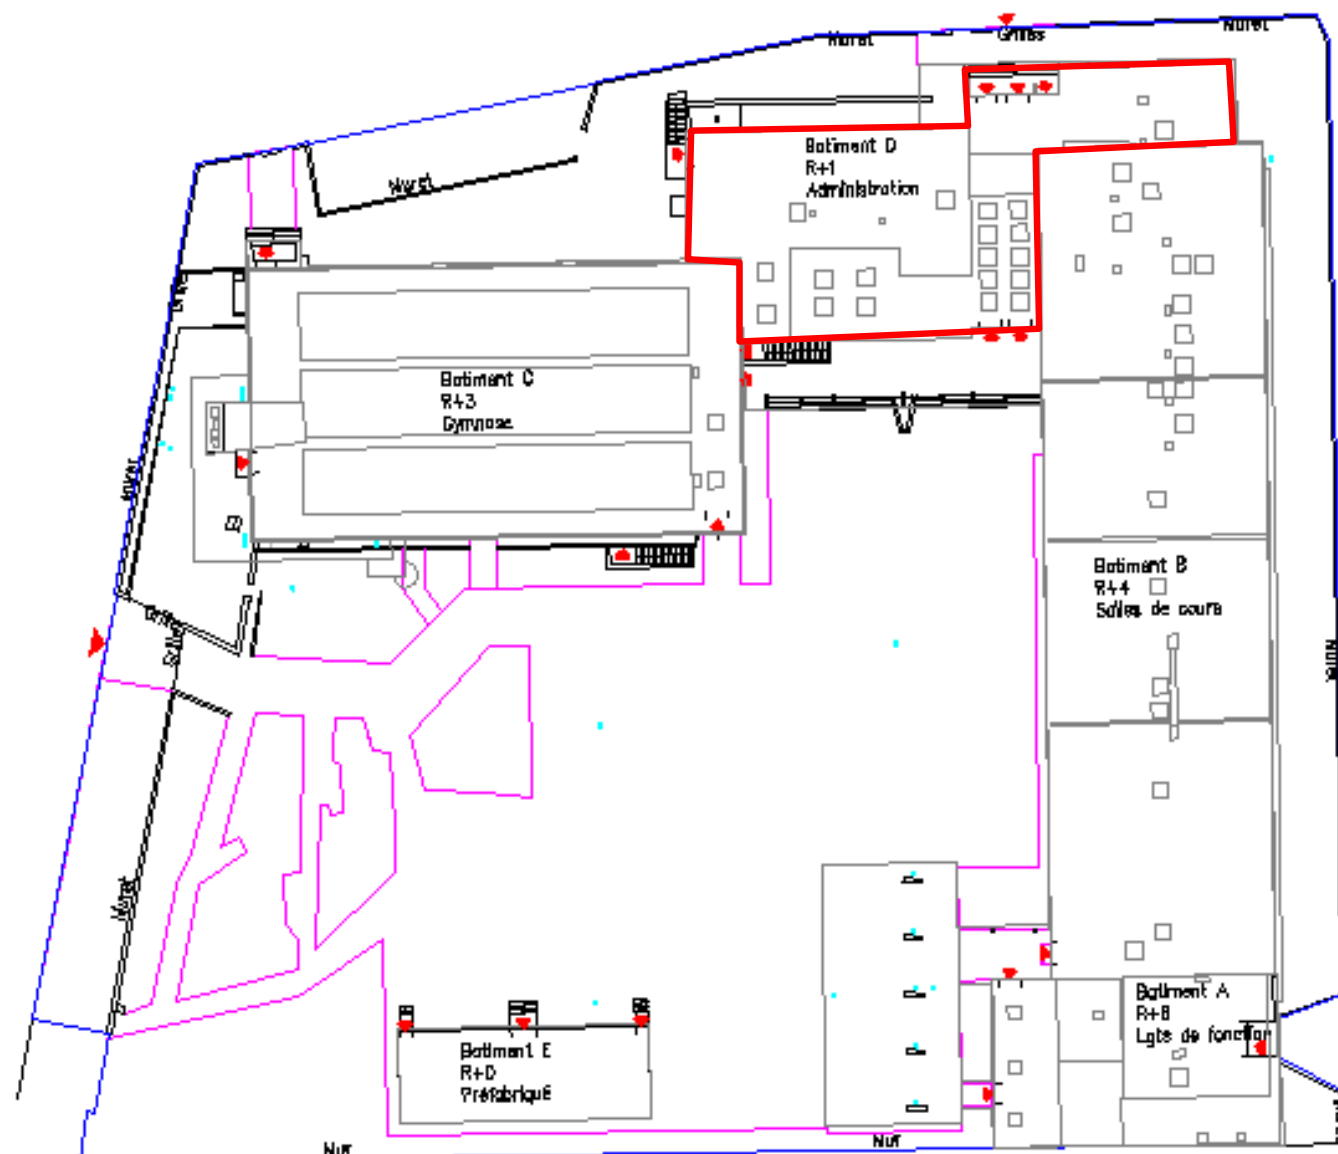 Muret
Grilles
Muret
Batiment D
R+1
Administration
Muret
Batiment C
R+3
Gymnase
Muret
Grille
Batiment B
R+4
Salles de cours
Muret
Batiment A
R+8
Lgts de fonction
Batiment E
R+0
Préfabriqué
Mur
Mur